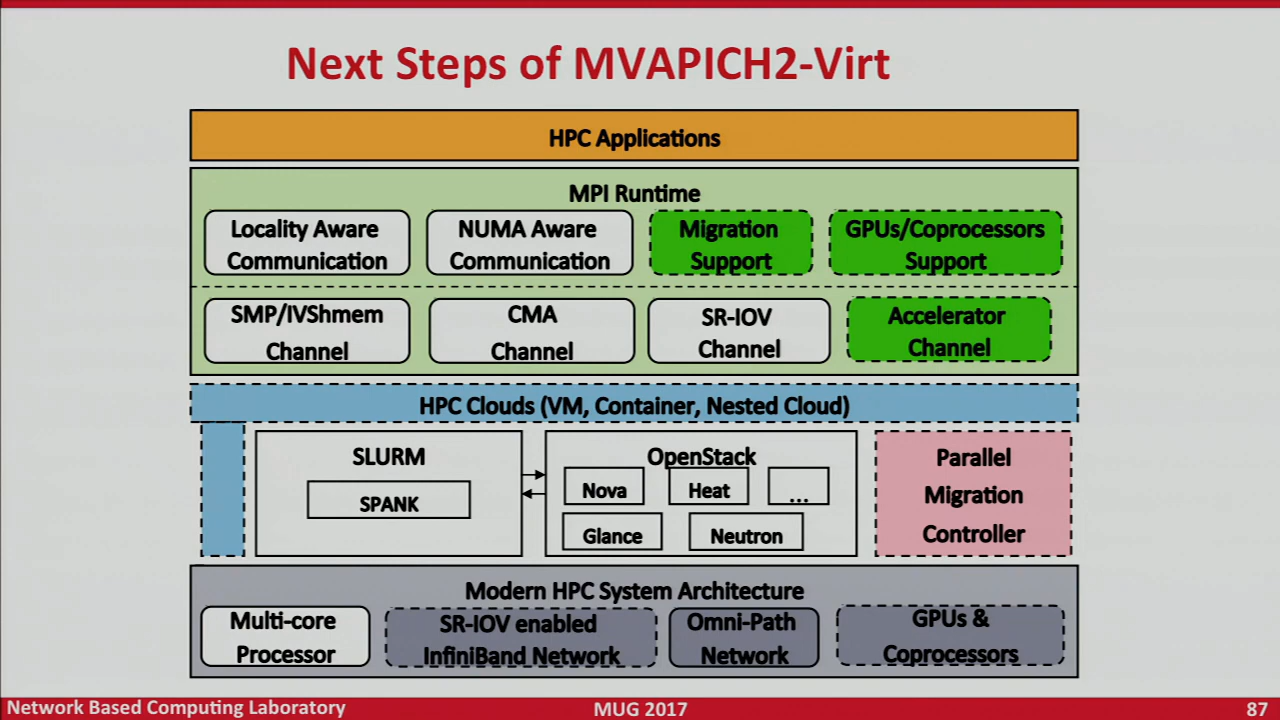 Next Steps of MVAPICH2-Virt
HPC Applications
MPI Runtime
Locality Aware
Communication
NUMA Aware
Communication
Migration
Support
GPUs/Coprocessors
Support
SMP/IVShmem
Channel
CMA
Channel
SR-IOV
Channel
Accelerator
Channel
HPC Clouds (VM, Container, Nested Cloud)
SLURM
SPANK
OpenStack
Nova
Heat
...
Glance
Neutron
Parallel
Migration
Controller
Modern HPC System Architecture
Multi-core
Processor
SR-IOV enabled
InfiniBand Network
Omni-Path
Network
GPUs &
Coprocessors
Network Based Computing Laboratory
MUG 2017
87